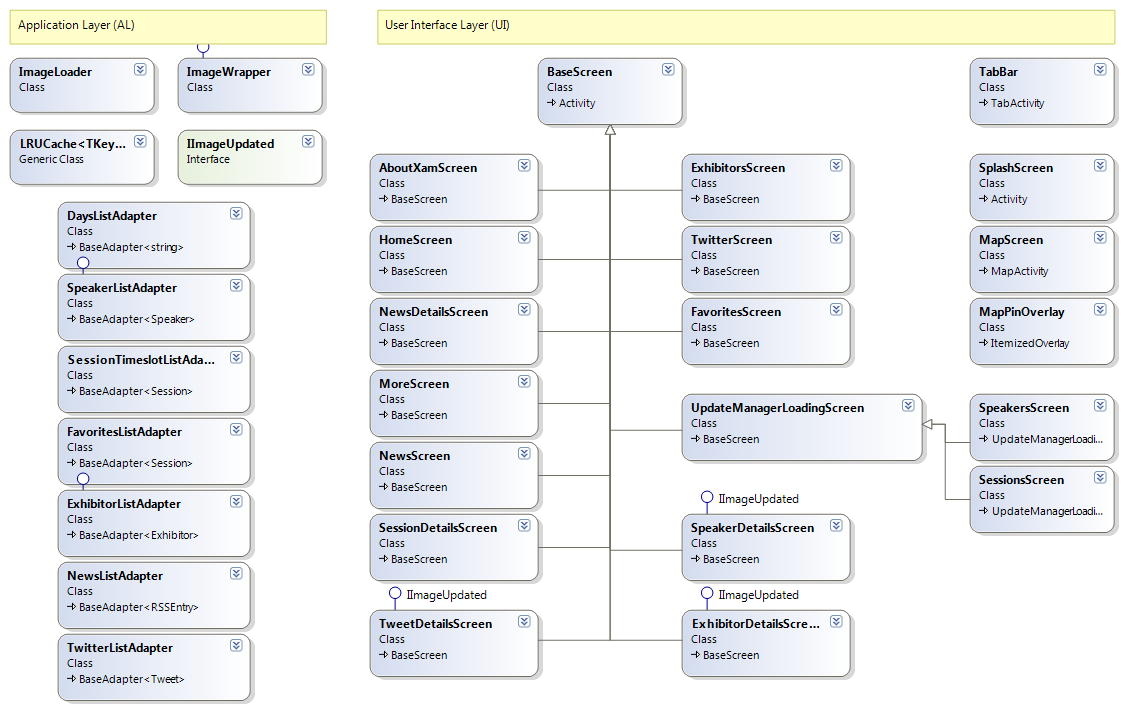 Application Layer (AL)
ImageLoader
Class
ImageWrapper
Class
LRUCache<TKey...
Generic Class
IImageUpdated
Interface
DaysListAdapter
Class
BaseAdapter<string>
SpeakerListAdapter
Class
BaseAdapter<Speaker>
SessionTimeslotListAda...
Class
BaseAdapter<Session>
FavoritesListAdapter
Class
BaseAdapter<Session>
ExhibitorListAdapter
Class
BaseAdapter<Exhibitor>
NewsListAdapter
Class
BaseAdapter<RSSEntry>
TwitterListAdapter
Class
BaseAdapter<Tweet>
User Interface Layer (UI)
BaseScreen
Class
Activity
AboutXamScreen
Class
BaseScreen
HomeScreen
Class
BaseScreen
NewsDetailsScreen
Class
BaseScreen
MoreScreen
Class
BaseScreen
NewsScreen
Class
BaseScreen
SessionDetailsScreen
Class
BaseScreen
IImageUpdated
TweetDetailsScreen
Class
BaseScreen
ExhibitorsScreen
Class
BaseScreen
TwitterScreen
Class
BaseScreen
FavoritesScreen
Class
BaseScreen
UpdateManagerLoadingScreen
Class
BaseScreen
IImageUpdated
SpeakerDetailsScreen
Class
BaseScreen
IImageUpdated
ExhibitorDetailsScre...
Class
BaseScreen
TabBar
Class
TabActivity
SplashScreen
Class
Activity
MapScreen
Class
MapActivity
MapPinOverlay
Class
ItemizedOverlay
SpeakersScreen
Class
UpdateManagerLoadi...
SessionsScreen
Class
UpdateManagerLoadi...